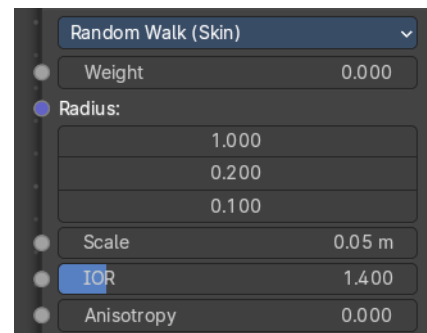 Random Walk (Skin)
Weight 0.000
Radius:
1.000
0.200
0.100
Scale 0.05 m
IOR 1.400
Anisotropy 0.000